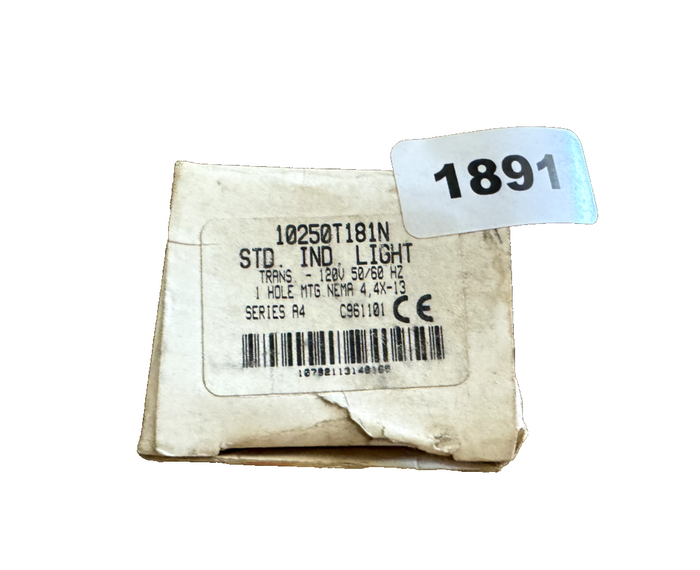 1891
10250T181N
STD. IND. LIGHT
TRANS. - 120V 50/60 HZ
1 HOLE MTG.NEMA 4,4X-13
SERIES A4 C961101 CE